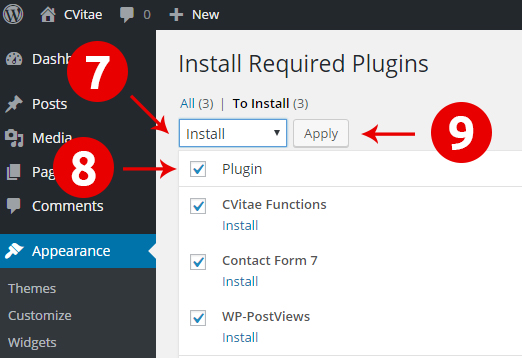 CVitae 0 New
Dashb
Posts
Media
Pag
Comments
Appearance
Themes
Customize
Widgets
Install Required Plugins
All (3) | To Install (3)
7
Install Apply
9
8
Plugin
CVitae Functions
Install
Contact Form 7
Install
WP-PostViews
Install